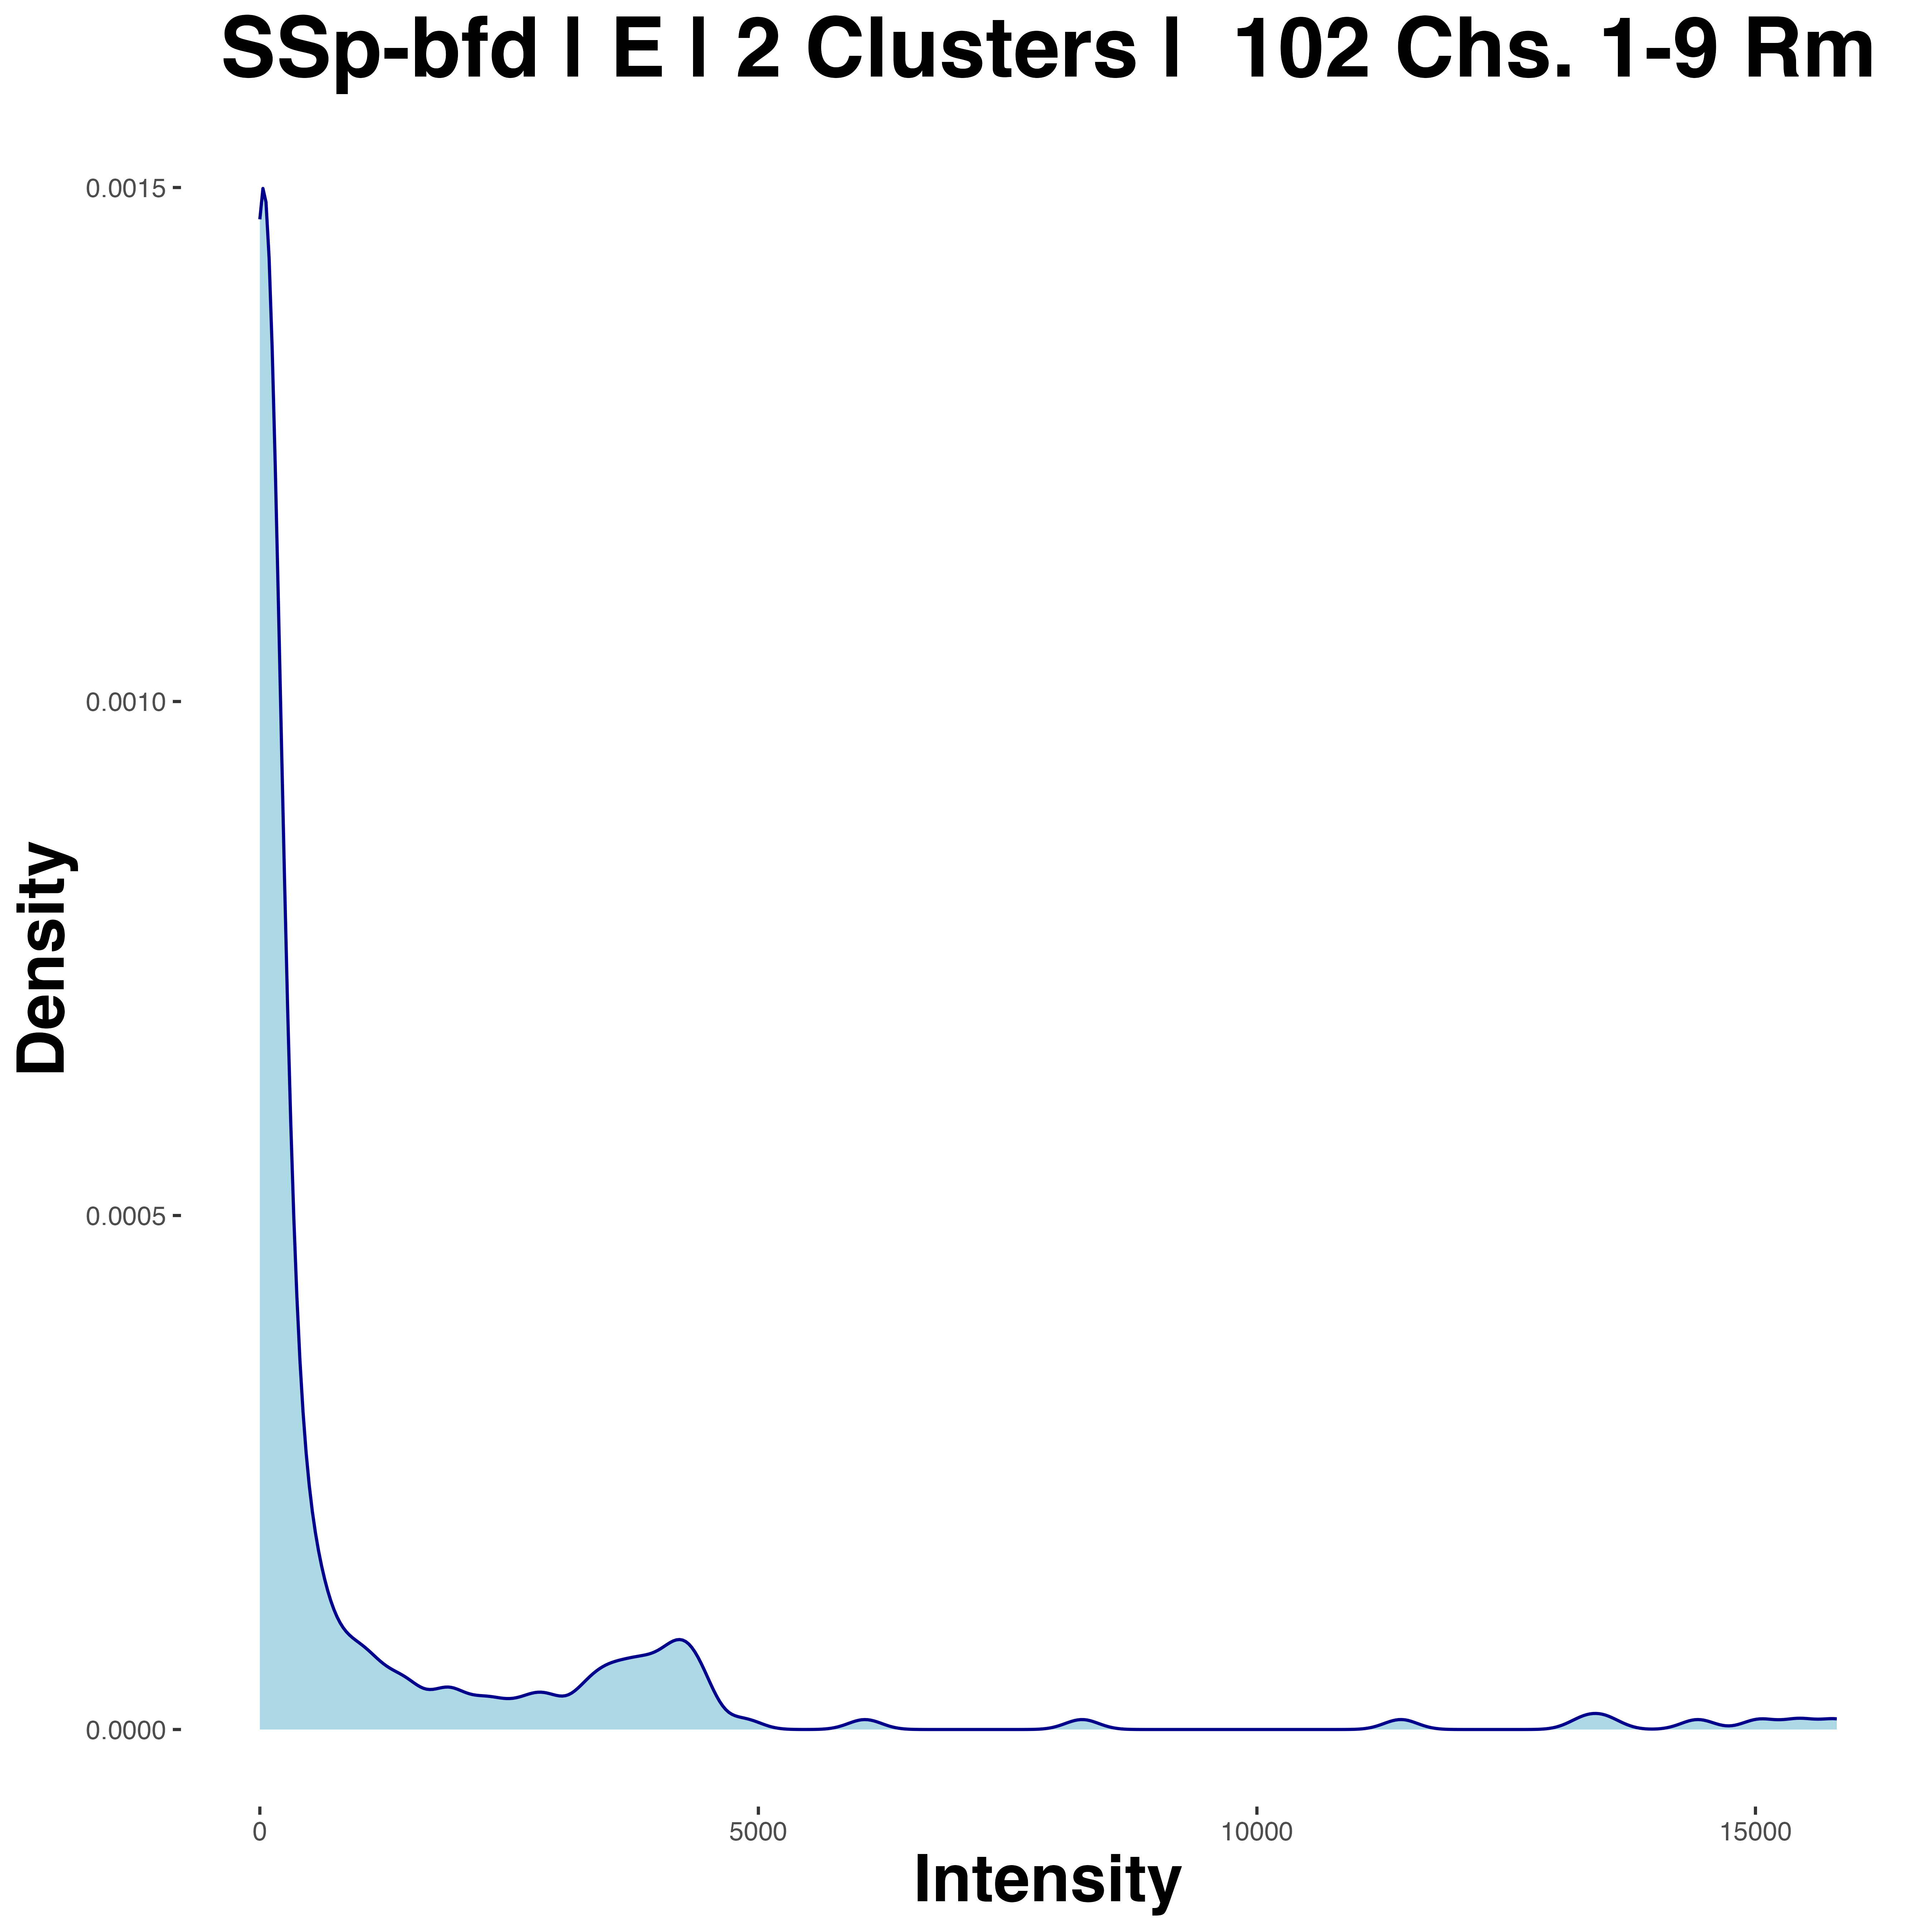 SSp-bfd | E | 2 Clusters |  102 Chs. 1-9 Rm
0.0015
0.0010
0.0005
0.0000
Density
0 5000 10000 15000
Intensity